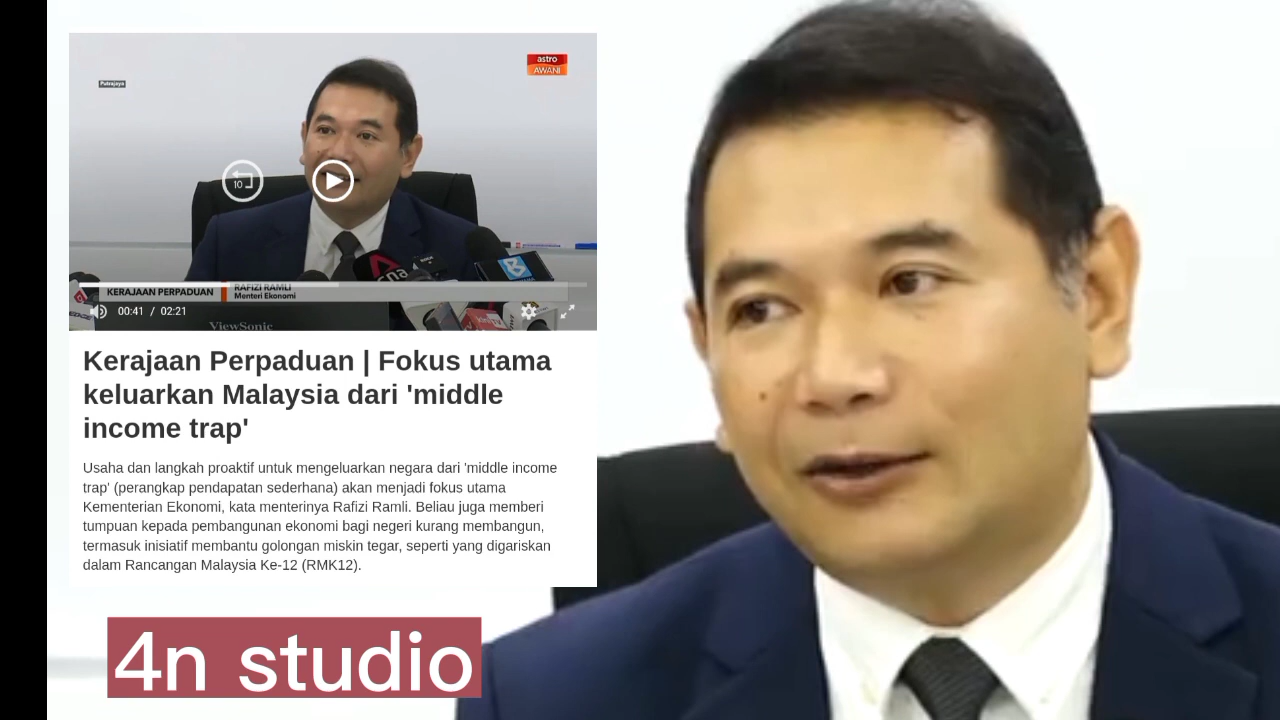 astro
AWANI
Putrajaya
10
cna
KERAJAAN PERPADUAN
RAFIZI RAMLI
Menteri Ekonomi
00:41 / 02:21
ViewSonic
Kerajaan Perpaduan | Fokus utama
keluarkan Malaysia dari 'middle
income trap'
Usaha dan langkah proaktif untuk mengeluarkan negara dari 'middle income
trap' (perangkap pendapatan sederhana) akan menjadi fokus utama
Kementerian Ekonomi, kata menterinya Rafizi Ramli. Beliau juga memberi
tumpuan kepada pembangunan ekonomi bagi negeri kurang membangun,
termasuk inisiatif membantu golongan miskin tegar, seperti yang digariskan
dalam Rancangan Malaysia Ke-12 (RMK12).
4n studio